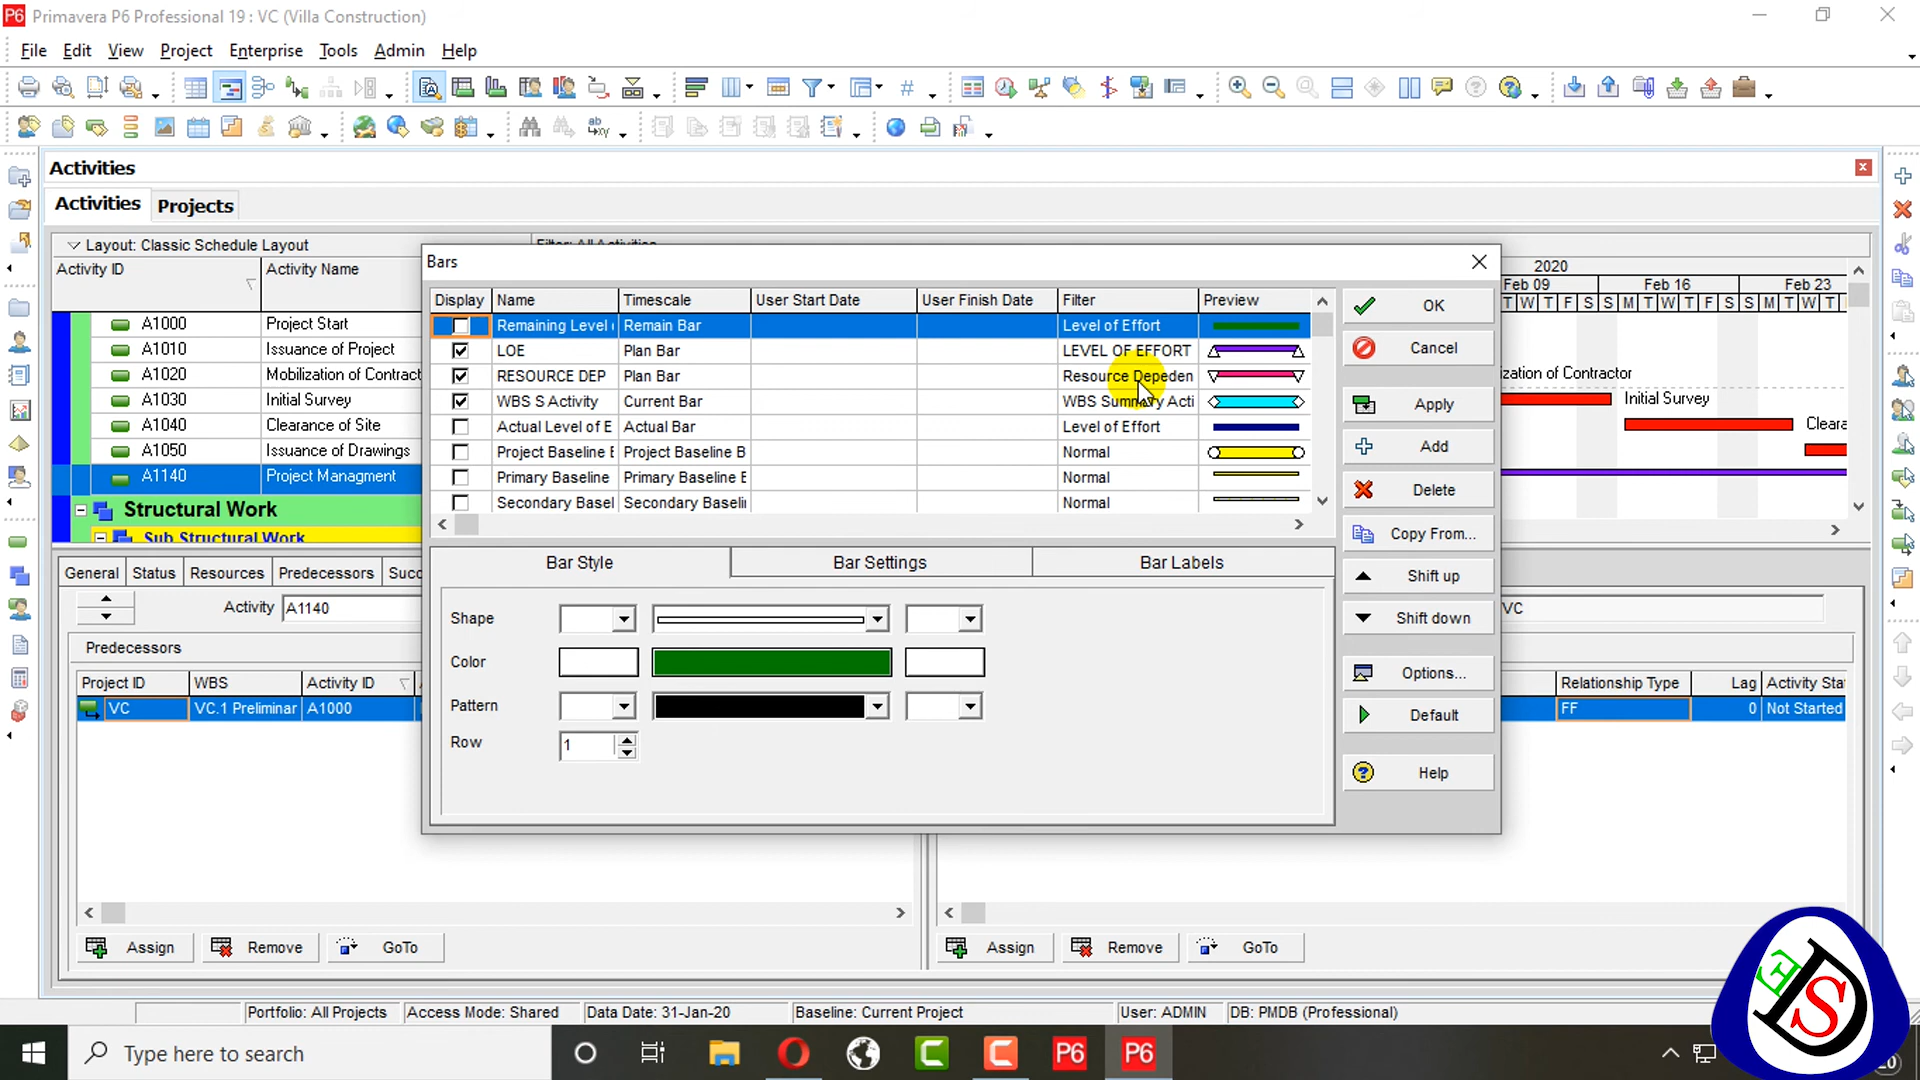 Primavera P6 Professional 19 : VC (Villa Construction)
File Edit View Project Enterprise Tools Admin Help
Activities
Activities Projects
Layout: Classic Schedule Layout
Activity ID Activity Name
A1000 Project Start
A1010 Issuance of Project
A1020 Mobilization of Contract
A1030 Initial Survey
A1040 Clearance of Site
A1050 Issuance of Drawings
A1140 Project Managment
Structural Work
Sub Structural Work
Bars
Display Name Timescale User Start Date User Finish Date Filter Preview
Remaining Level Remain Bar Level of Effort
LOE Plan Bar LEVEL OF EFFORT
RESOURCE DEP Plan Bar Resource Depeden
WBS S Activity Current Bar WBS Summary Acti
Actual Level of E Actual Bar Level of Effort
Project Baseline Project Baseline B Normal
Primary Baseline Primary Baseline Normal
Secondary Basel Secondary Baseli Normal
OK
Cancel
Apply
Add
Delete
Copy From...
Shift up
Shift down
Options...
Default
Help
Bar Style Bar Settings Bar Labels
Shape
Color
Pattern
Row 1
2020
Feb 09 Feb 16 Feb 23
T W T F S S M T W T F S S M T W T
zation of Contractor
Initial Survey
Cleara
General Status Resources Predecessors Succ
Activity A1140 VC
Predecessors
Project ID WBS Activity ID
VC VC.1 Preliminar A1000
Relationship Type Lag Activity Sta
FF 0 Not Started
Assign Remove GoTo
Assign Remove GoTo
Portfolio: All Projects Access Mode: Shared Data Date: 31-Jan-20 Baseline: Current Project User: ADMIN DB: PMDB (Professional)
Type here to search